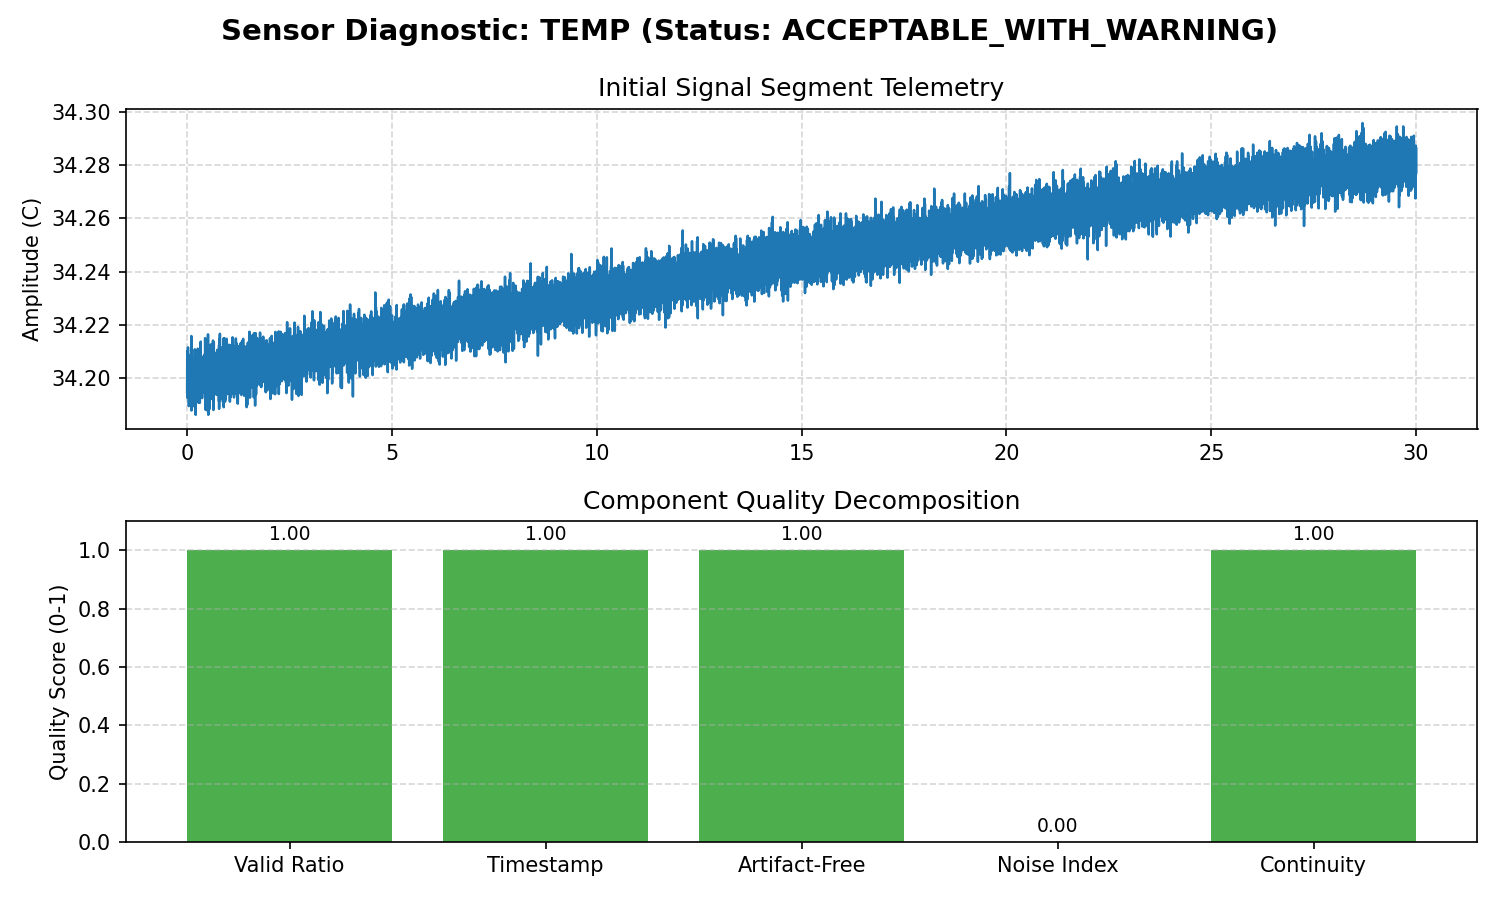 Sensor Diagnostic: TEMP (Status: ACCEPTABLE_WITH_WARNING)
Initial Signal Segment Telemetry
Amplitude (C)
34.30
34.28
34.26
34.24
34.22
34.20
0 5 10 15 20 25 30
Component Quality Decomposition
Quality Score (0-1)
1.0
0.8
0.6
0.4
0.2
0.0
1.00 1.00 1.00 0.00 1.00
Valid Ratio Timestamp Artifact-Free Noise Index Continuity